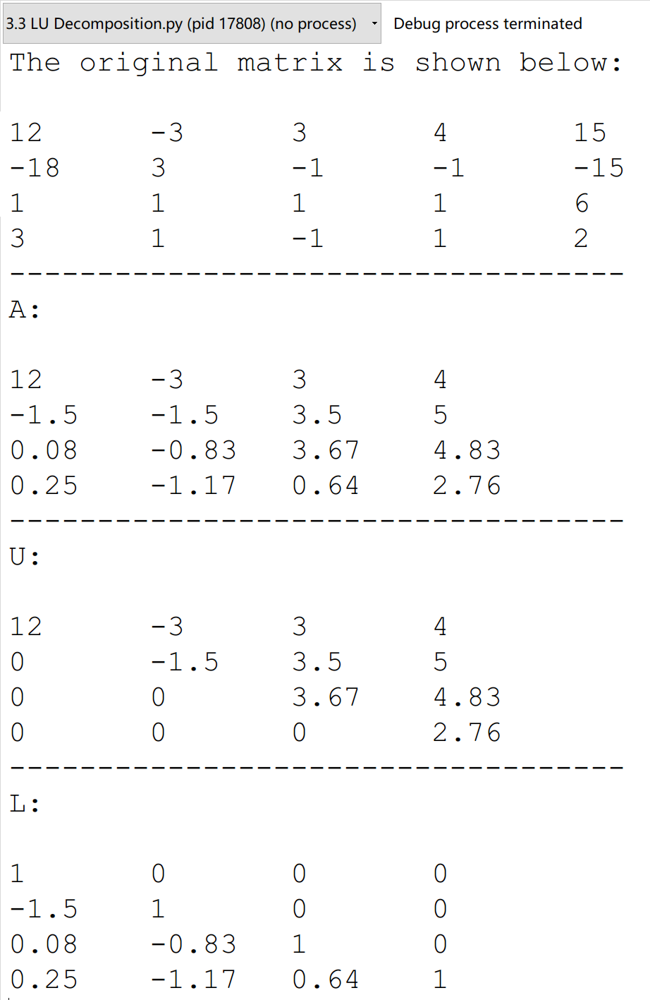 3.3 LU Decomposition.py (pid 17808) (no process) Debug process terminated
The original matrix is shown below:
12 -3 3 4 15
-18 3 -1 -1 -15
1 1 1 1 6
3 1 -1 1 2
-----------------------------------
A:
12 -3 3 4
-1.5 -1.5 3.5 5
0.08 -0.83 3.67 4.83
0.25 -1.17 0.64 2.76
-----------------------------------
U:
12 -3 3 4
0 -1.5 3.5 5
0 0 3.67 4.83
0 0 0 2.76
-----------------------------------
L:
1 0 0 0
-1.5 1 0 0
0.08 -0.83 1 0
0.25 -1.17 0.64 1